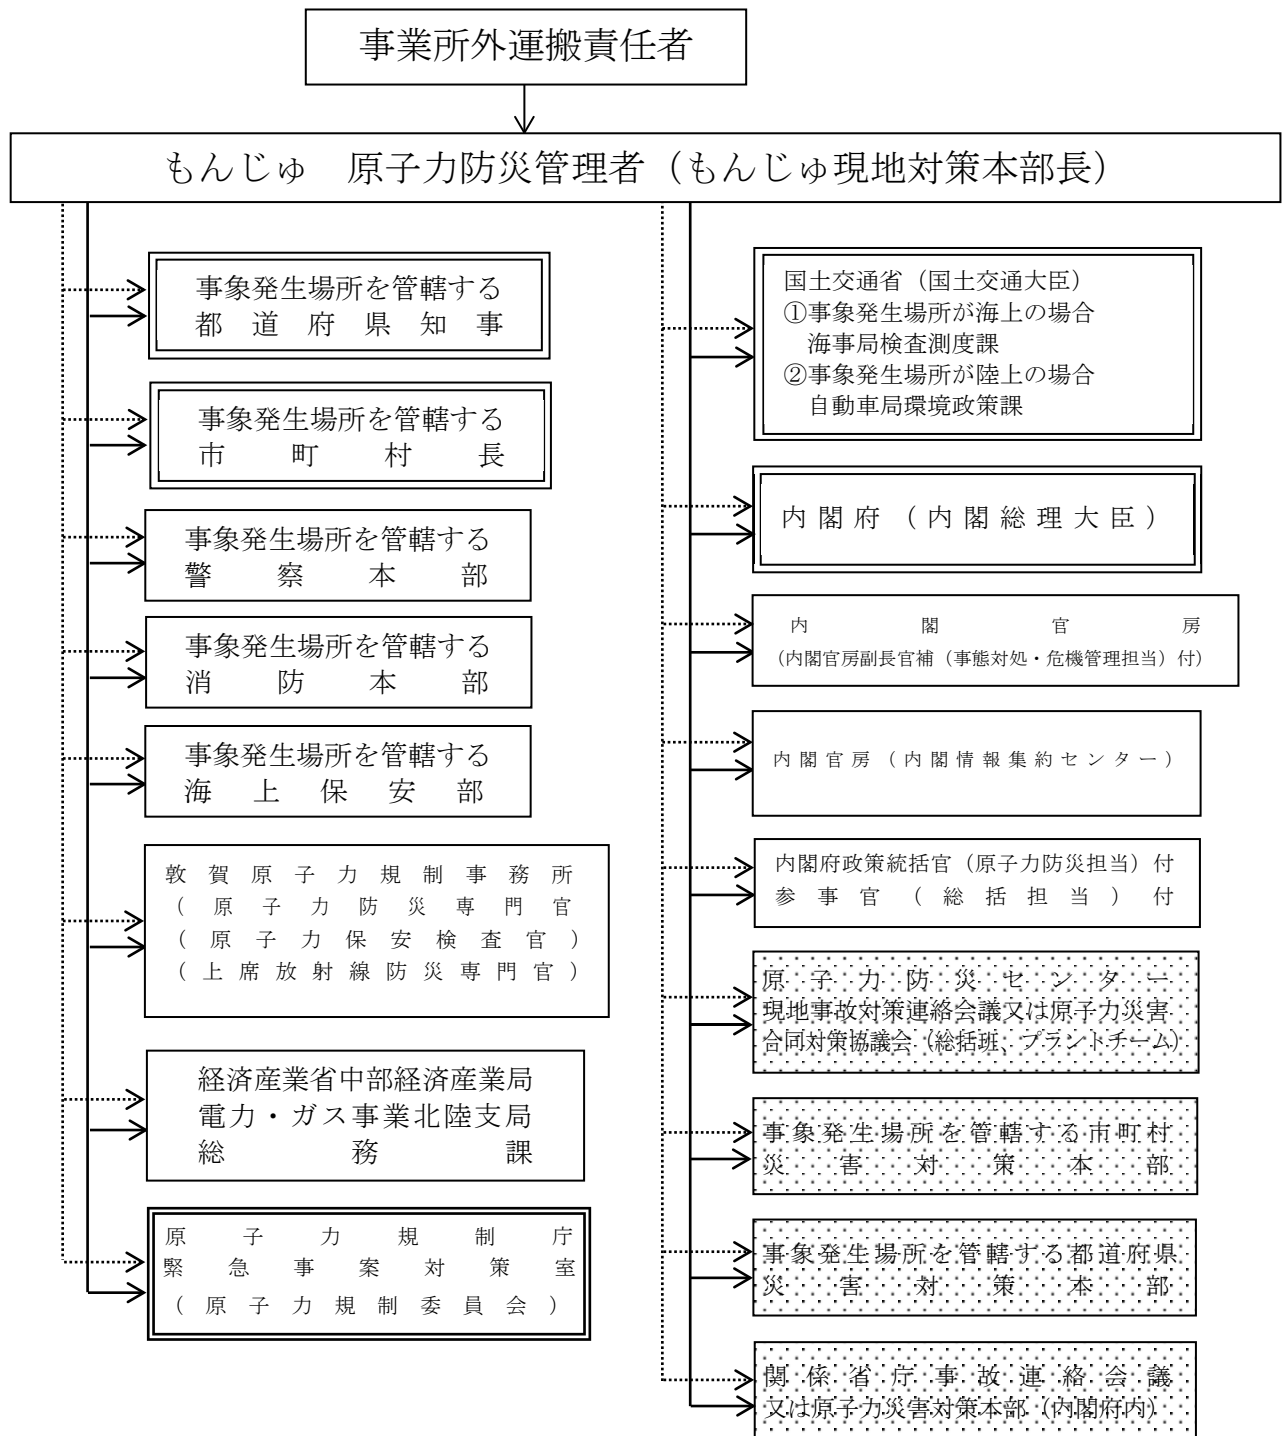 事業所外運搬責任者
もんじゅ 原子力防災管理者（もんじゅ現地対策本部長）
事象発生場所を管轄する
都道府県知事
事象発生場所を管轄する
市町村長
事象発生場所を管轄する
警察本部
事象発生場所を管轄する
消防本部
事象発生場所を管轄する
海上保安部
敦賀原子力規制事務所
（原子力防災専門官
（原子力保安検査官）
（上席放射線防災専門官）
経済産業省中部経済産業局
電力・ガス事業北陸支局
総務課
原子力規制庁
緊急事案対策室
（原子力規制委員会）
国土交通省（国土交通大臣）
①事象発生場所が海上の場合
海事局検査測度課
②事象発生場所が陸上の場合
自動車局環境政策課
内閣府（内閣総理大臣）
内閣官房
（内閣官房副長官補（事態対処・危機管理担当）付）
内閣官房（内閣情報集約センター）
内閣府政策統括官（原子力防災担当）付
参事官（総括担当）付
原子力防災センター
現地事故対策連絡会議又は原子力災害
合同対策協議会（総括班、プラントチーム）
事象発生場所を管轄する市町村
災害対策本部
事象発生場所を管轄する都道府県
災害対策本部
関係省庁事故連絡会議
又は原子力災害対策本部（内閣府内）